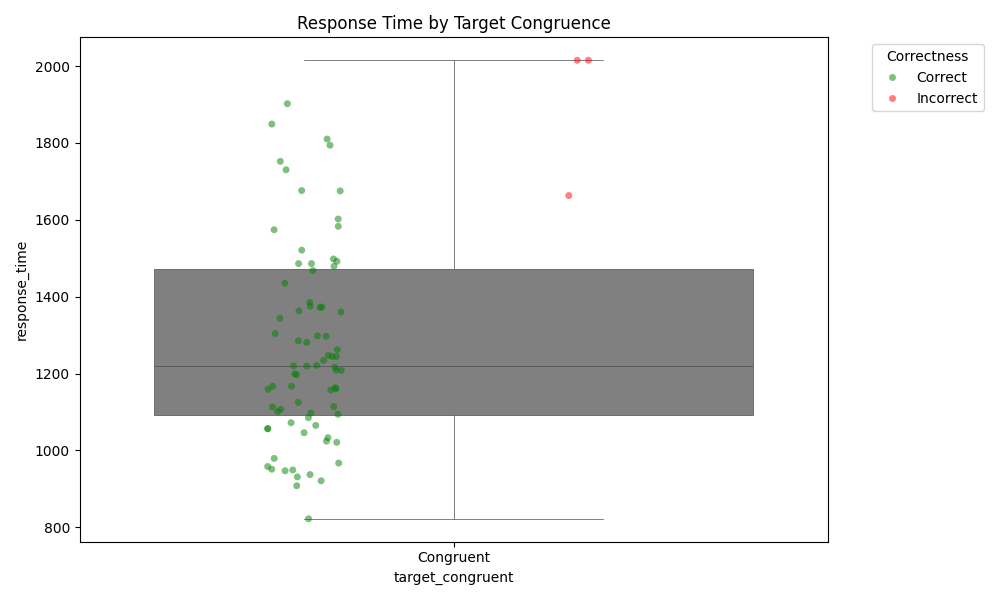 Response Time by Target Congruence
Correctness
Correct
Incorrect
2000
1800
1600
1400
1200
1000
800
response_time
Congruent
target_congruent